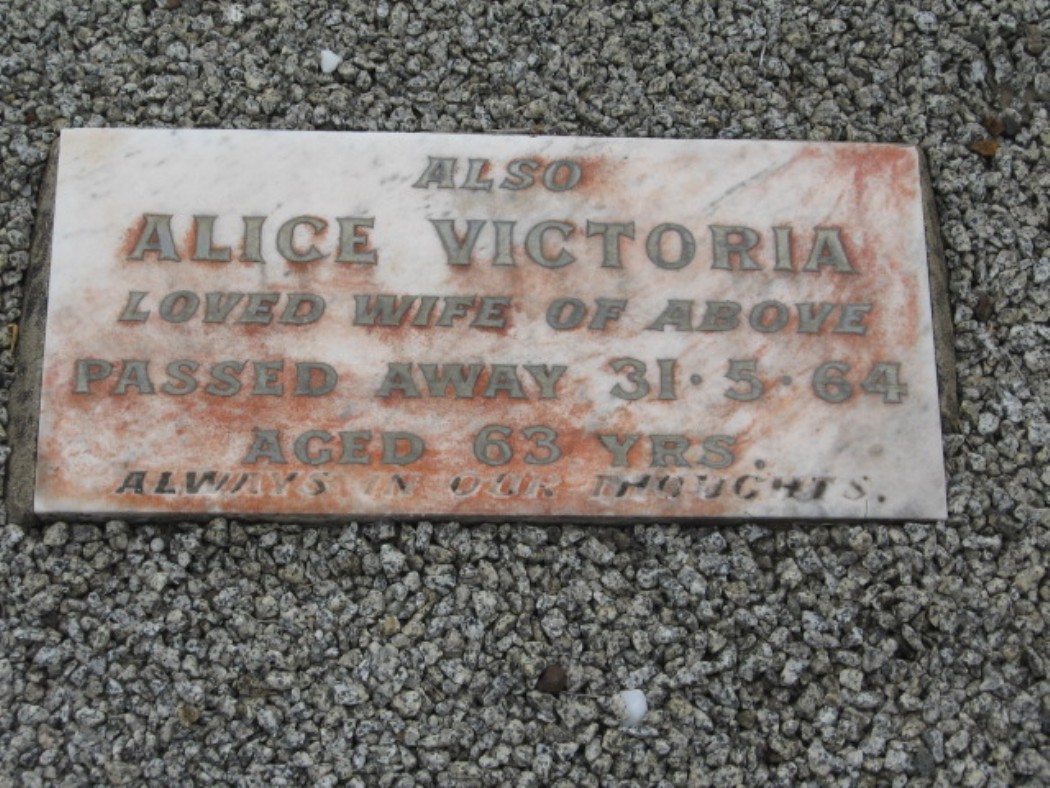 ALSO
ALICE VICTORIA
LOVED WIFE OF ABOVE
PASSED AWAY 31·5·64
AGED 63 YRS.
ALWAYS IN OUR THOUGHTS.